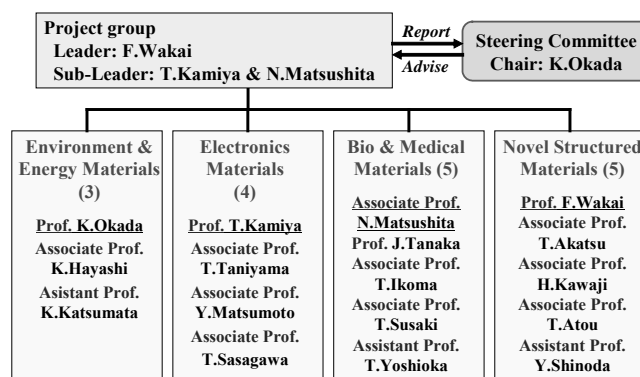 Project group
Leader: F.Wakai
Sub-Leader: T.Kamiya & N.Matsushita
Report
Advise
Steering Committee
Chair: K.Okada
Environment &
Energy Materials
(3)
Prof. K.Okada
Associate Prof.
K.Hayashi
Asistant Prof.
K.Katsumata
Electronics
Materials
(4)
Prof. T.Kamiya
Associate Prof.
T.Taniyama
Associate Prof.
Y.Matsumoto
Associate Prof.
T.Sasagawa
Bio & Medical
Materials (5)
Associate Prof.
N.Matsushita
Prof. J.Tanaka
Associate Prof.
T.Ikoma
Associate Prof.
T.Susaki
Assistant Prof.
T.Yoshioka
Novel Structured
Materials (5)
Prof. F.Wakai
Associate Prof.
T.Akatsu
Associate Prof.
H.Kawaji
Associate Prof.
T.Atou
Assistant Prof.
Y.Shinoda